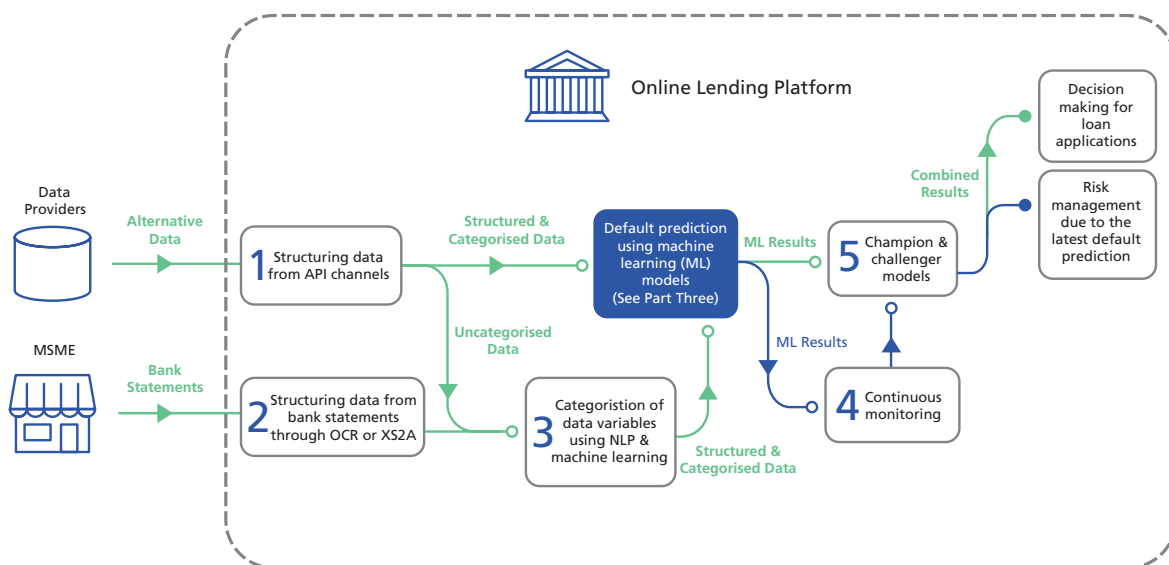 Online Lending Platform
Data
Providers
Alternative
Data
1
Structuring data
from API channels
Structured &
Categorised Data
Uncategorised
Data
MSME
Bank
Statements
2
Structuring data from
bank statements
through OCR or XS2A
3
Categoristion of
data variables
using NLP &
machine learning
Structured &
Categorised Data
Default prediction
using machine
learning (ML)
models
(See Part Three)
ML Results
ML Results
4
Continuous
monitoring
5
Champion &
challenger
models
Combined
Results
Decision
making for
loan
applications
Risk
management
due to the
latest default
prediction